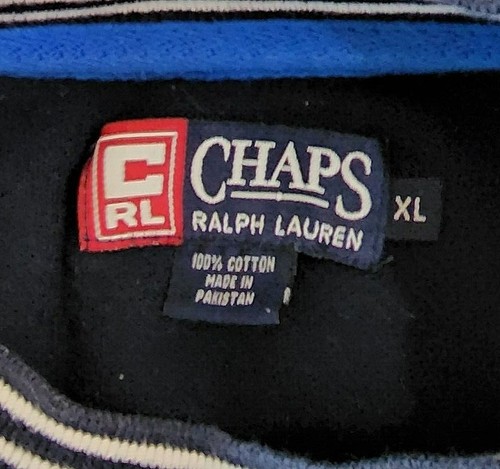 C
RL
CHAPS
RALPH LAUREN
XL
100% COTTON
MADE IN
PAKISTAN